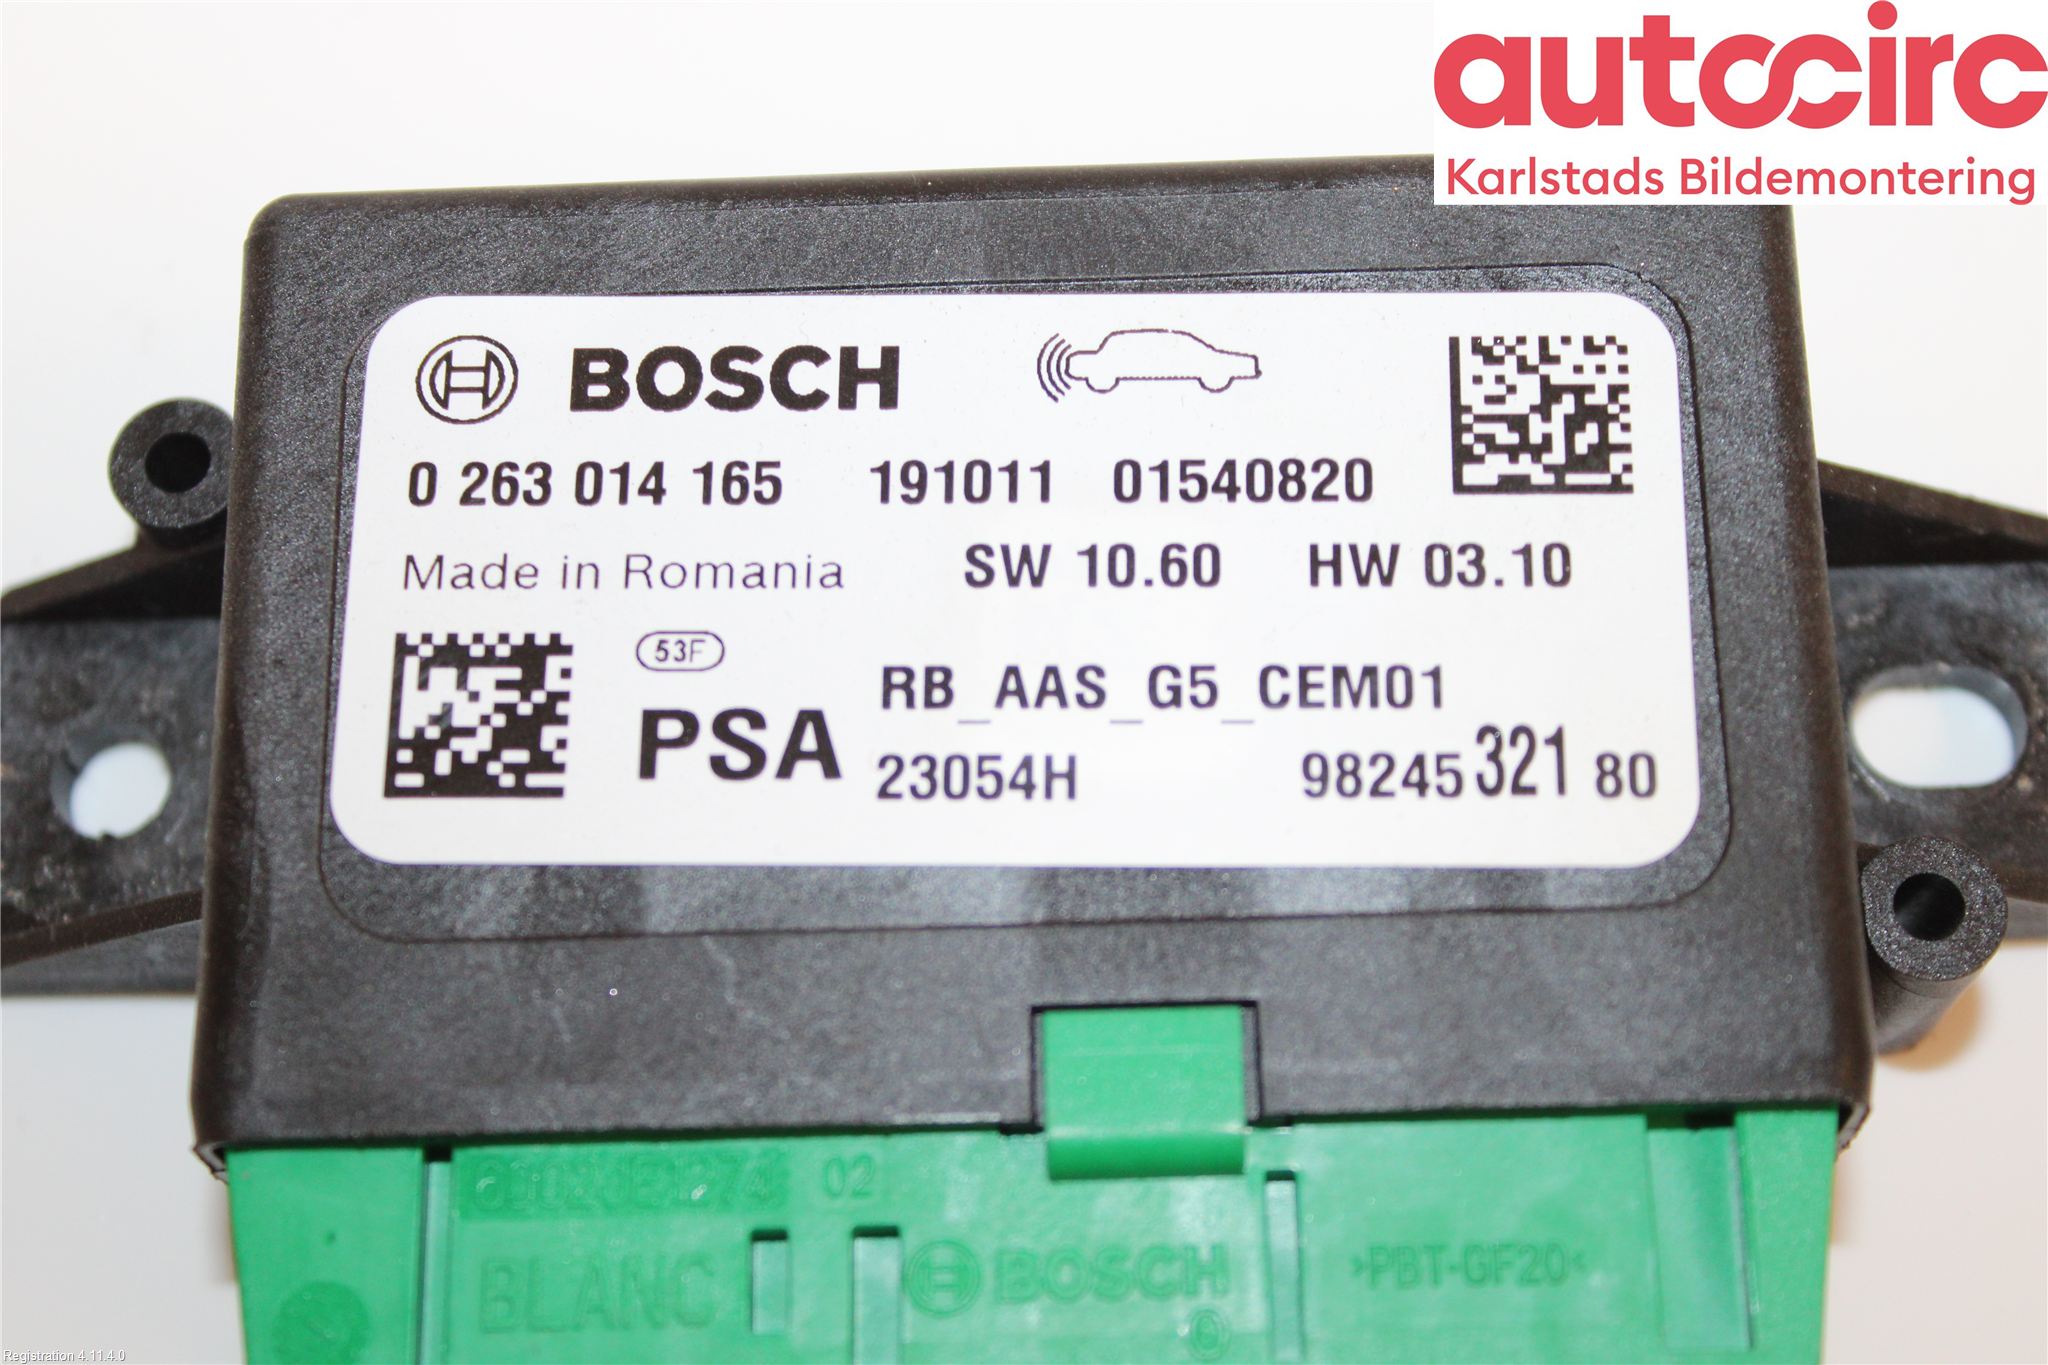 autocirc
Karlstads Bildemontering
BOSCH
0 263 014 165 191011 01540820
Made in Romania SW 10.60 HW 03.10
53F
PSA RB_AAS_G5_CEM01
23054H 98245 321 80
02
BLANC BOSCH >PBT-GF20<
Registration 4.11.4.0